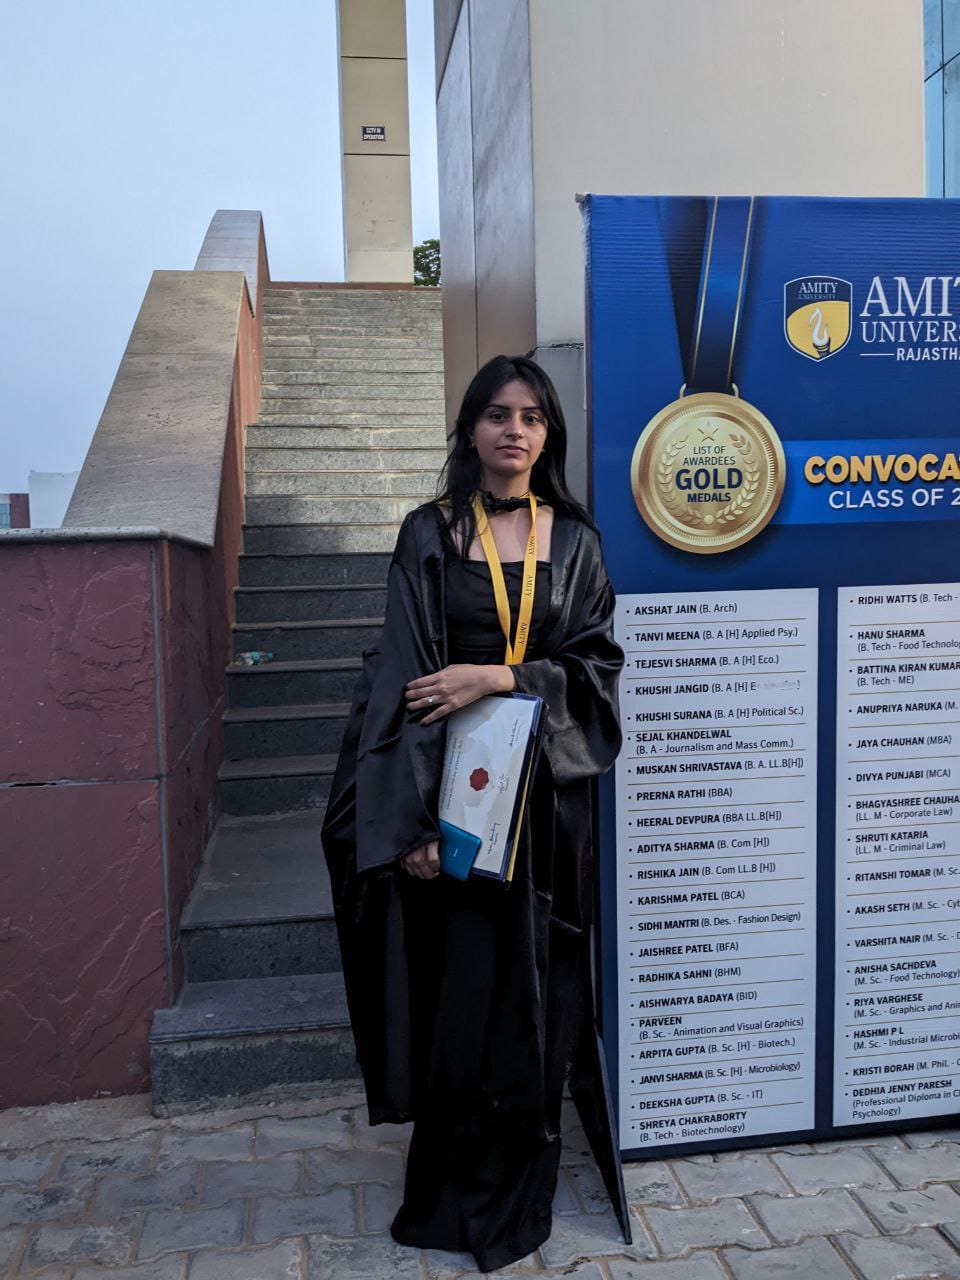 CCTV IN
OPERATION
AMITY
UNIVERSITY
AMI
UNIVERS
RAJASTHA
LIST OF
AWARDEES
GOLD
MEDALS
CONVOCA
CLASS OF 2
AMITY
AMITY
AMITY
• AKSHAT JAIN (B. Arch)
• TANVI MEENA (B. A [H] Applied Psy.)
• TEJESVI SHARMA (B. A [H] Eco.)
• KHUSHI JANGID (B. A [H] E
• KHUSHI SURANA (B. A [H] Political Sc.)
• SEJAL KHANDELWAL
(B. A - Journalism and Mass Comm.)
• MUSKAN SHRIVASTAVA (B. A. LL.B[H])
• PRERNA RATHI (BBA)
• HEERAL DEVPURA (BBA LL.B[H])
• ADITYA SHARMA (B. Com [H])
• RISHIKA JAIN (B. Com LL.B [H])
• KARISHMA PATEL (BCA)
• SIDHI MANTRI (B. Des. - Fashion Design)
• JAISHREE PATEL (BFA)
• RADHIKA SAHNI (BHM)
• AISHWARYA BADAYA (BID)
• PARVEEN
(B. Sc. - Animation and Visual Graphics)
• ARPITA GUPTA (B. Sc. [H] - Biotech.)
• JANVI SHARMA (B. Sc. [H] - Microbiology)
• DEEKSHA GUPTA (B. Sc. - IT)
• SHREYA CHAKRABORTY
(B. Tech - Biotechnology)
• RIDHI WATTS (B. Tech -
• HANU SHARMA
(B. Tech - Food Technolo
• BATTINA KIRAN KUMAR
(B. Tech - ME)
• ANUPRIYA NARUKA (M.
• JAYA CHAUHAN (MBA)
• DIVYA PUNJABI (MCA)
• BHAGYASHREE CHAUHA
(LL. M - Corporate Law)
• SHRUTI KATARIA
(LL. M - Criminal Law)
• RITANSHI TOMAR (M. Sc.
• AKASH SETH (M. Sc. - Cyb
• VARSHITA NAIR (M. Sc. - D
• ANISHA SACHDEVA
(M. Sc. - Food Technology)
• RIYA VARGHESE
(M. Sc. - Graphics and Ani
• HASHMI P L
(M. Sc. - Industrial Microbi
• KRISTI BORAH (M. Phil. - C
• DEDHIA JENNY PARESH
(Professional Diploma in Cl
Psychology)